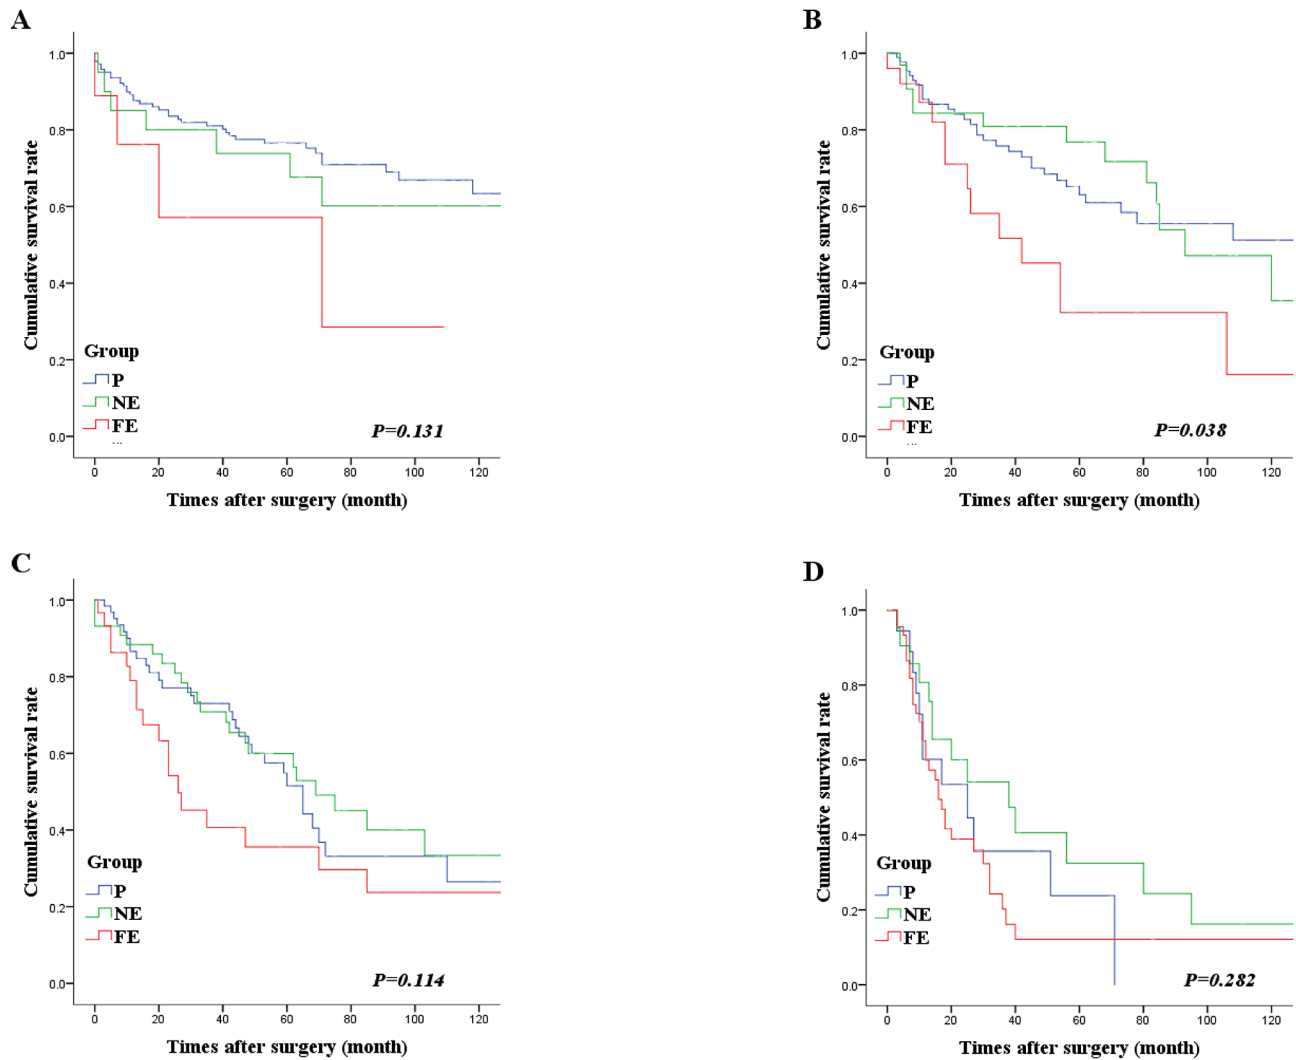 A
Cumulative survival rate
1.0
0.8
0.6
0.4
0.2
0.0
Group
P
NE
FE
...
P=0.131
0 20 40 60 80 100 120
Times after surgery (month)
B
Cumulative survival rate
1.0
0.8
0.6
0.4
0.2
0.0
Group
P
NE
FE
...
P=0.038
0 20 40 60 80 100 120
Times after surgery (month)
C
Cumulative survival rate
1.0
0.8
0.6
0.4
0.2
0.0
Group
P
NE
FE
P=0.114
0 20 40 60 80 100 120
Times after surgery (month)
D
Cumulative survival rate
1.0
0.8
0.6
0.4
0.2
0.0
Group
P
NE
FE
P=0.282
0 20 40 60 80 100 120
Times after surgery (month)